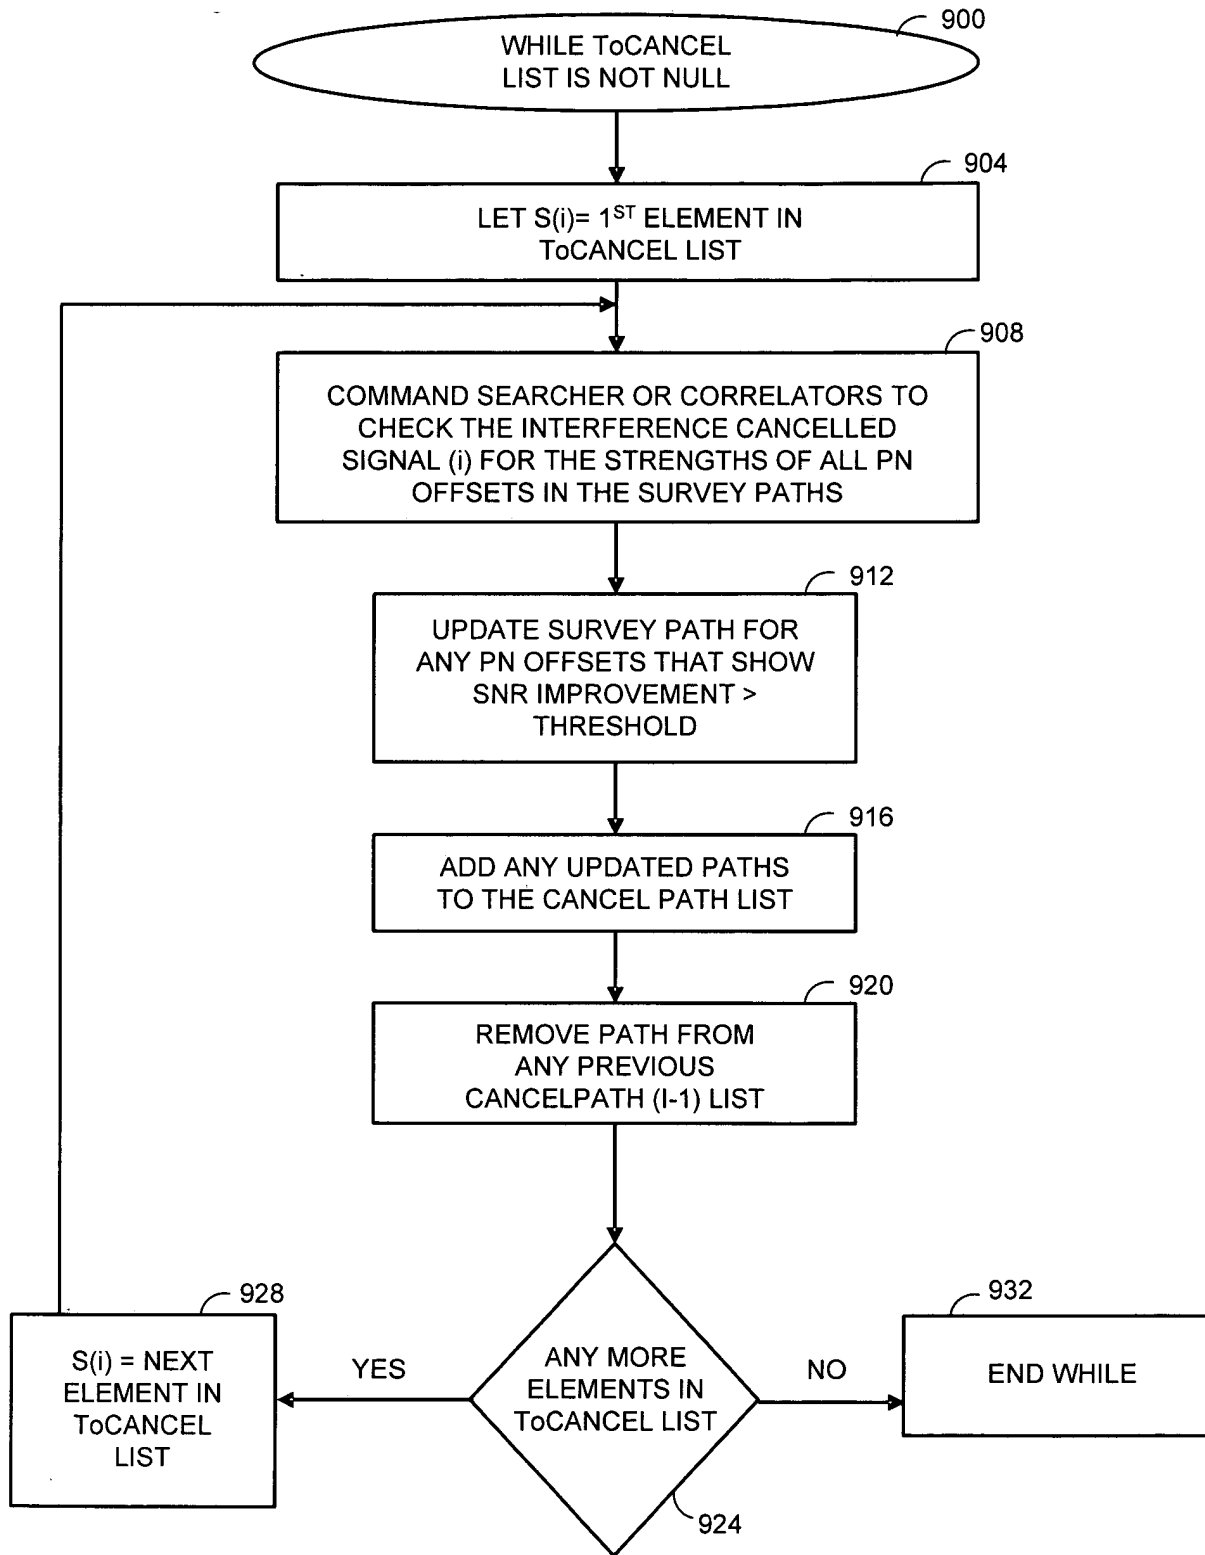 900
WHILE ToCANCEL
LIST IS NOT NULL
904
LET S(i)= 1ST ELEMENT IN
ToCANCEL LIST
908
COMMAND SEARCHER OR CORRELATORS TO
CHECK THE INTERFERENCE CANCELLED
SIGNAL (i) FOR THE STRENGTHS OF ALL PN
OFFSETS IN THE SURVEY PATHS
912
UPDATE SURVEY PATH FOR
ANY PN OFFSETS THAT SHOW
SNR IMPROVEMENT >
THRESHOLD
916
ADD ANY UPDATED PATHS
TO THE CANCEL PATH LIST
920
REMOVE PATH FROM
ANY PREVIOUS
CANCELPATH (I-1) LIST
924
ANY MORE
ELEMENTS IN
ToCANCEL LIST
YES
NO
928
S(i) = NEXT
ELEMENT IN
ToCANCEL
LIST
932
END WHILE